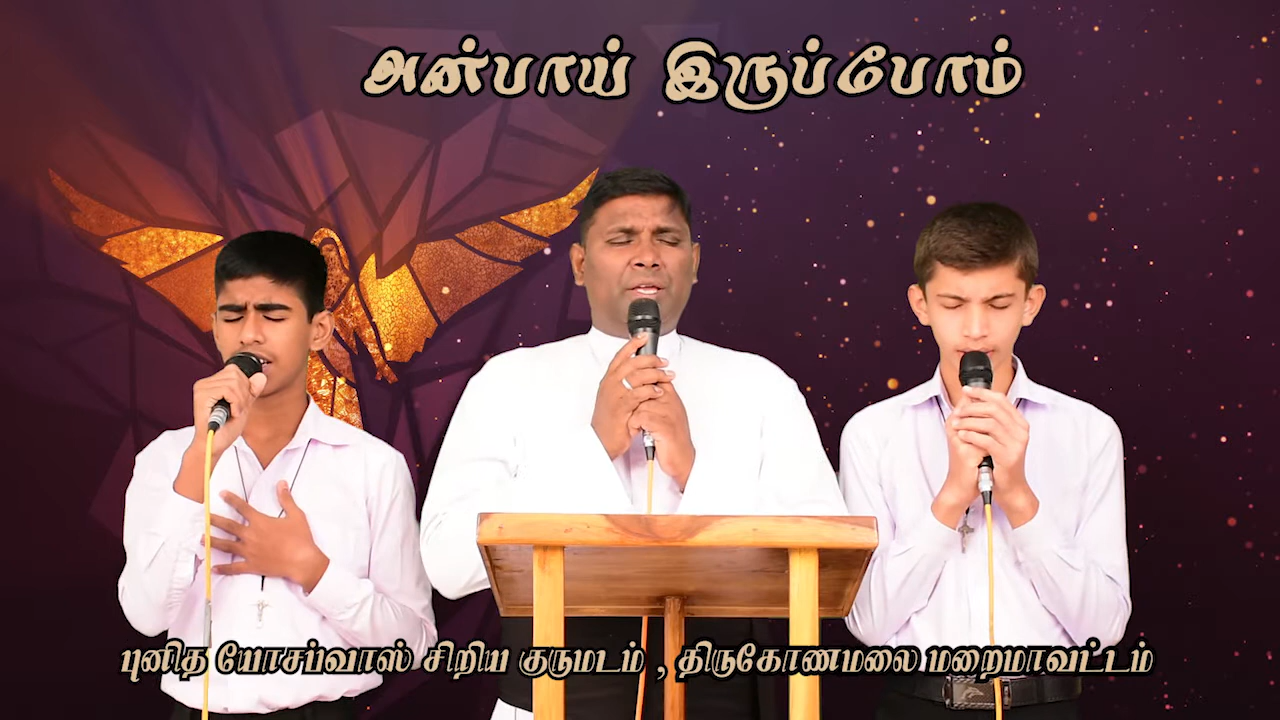 அன்பாய் இருப்போம்
புனித யோசப்வாஸ் சிறிய குருமடம் , திருகோணமலை மறைமாவட்டம்